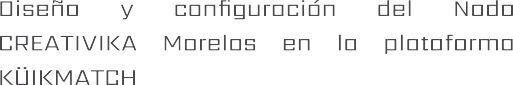 Diseño y configuración del Nodo
CREATIVIKA Morelos en la plataforma
KÜIKMATCH